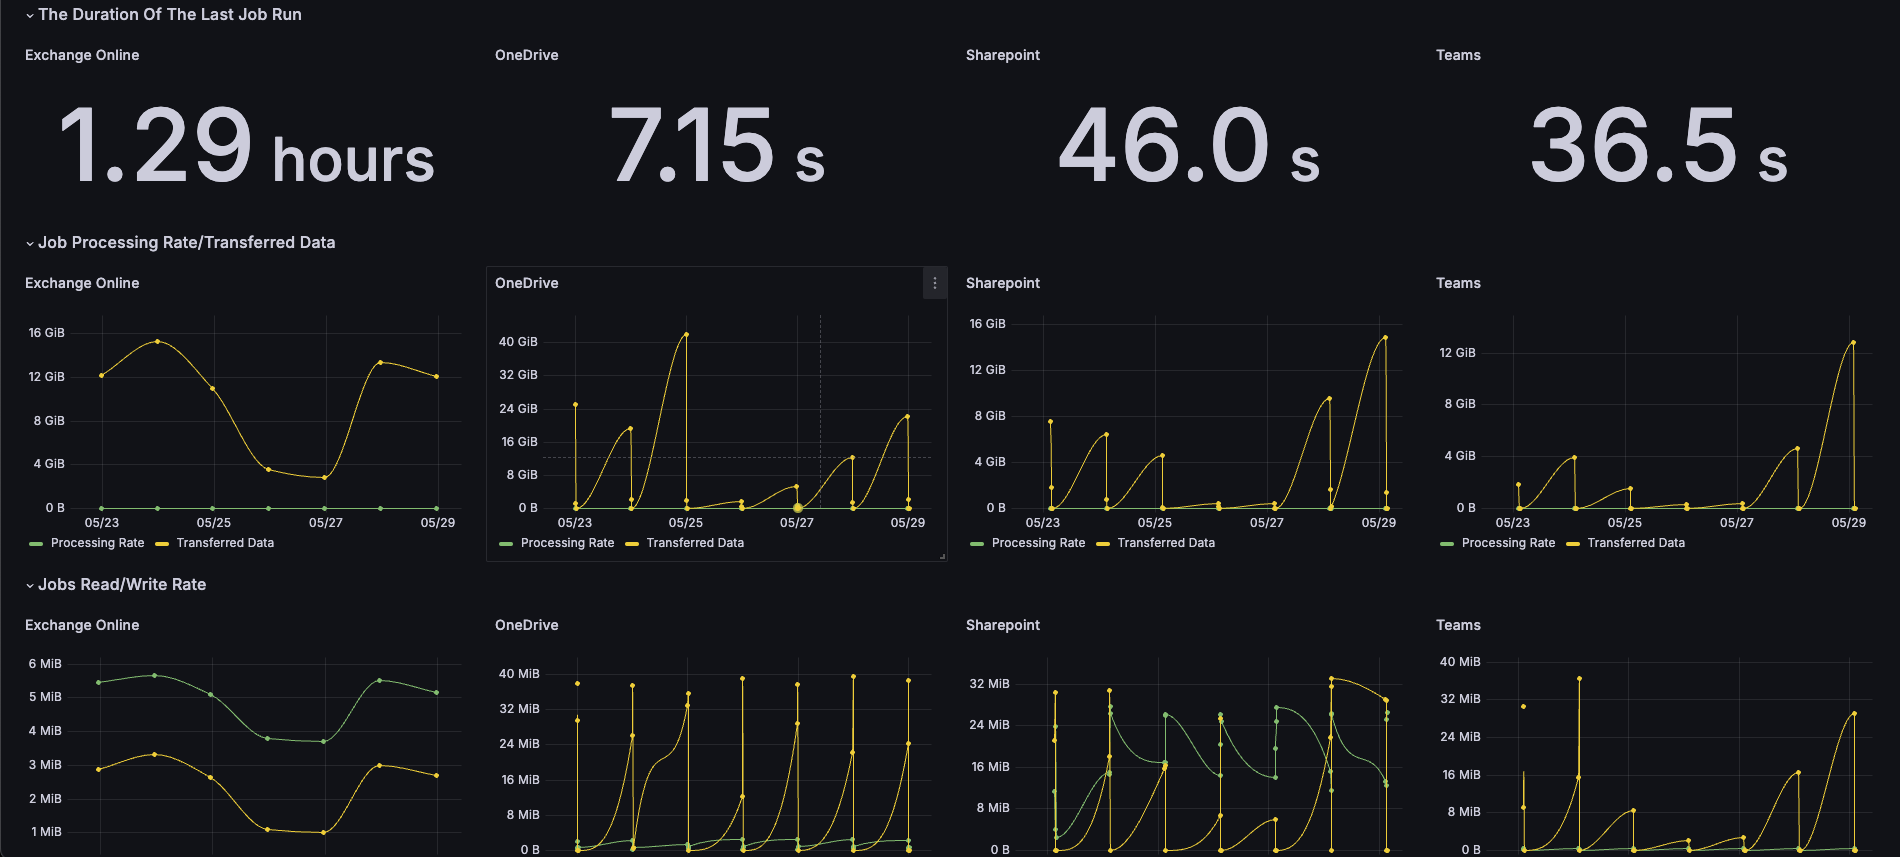 The Duration Of The Last Job Run
Exchange Online
OneDrive
Sharepoint
Teams
1.29 hours
7.15 s
46.0 s
36.5 s
Job Processing Rate/Transferred Data
Exchange Online
16 GiB
12 GiB
8 GiB
4 GiB
0 B
05/23 05/25 05/27 05/29
Processing Rate Transferred Data
OneDrive
40 GiB
32 GiB
24 GiB
16 GiB
8 GiB
0 B
05/23 05/25 05/27 05/29
Processing Rate Transferred Data
Sharepoint
16 GiB
12 GiB
8 GiB
4 GiB
0 B
05/23 05/25 05/27 05/29
Processing Rate Transferred Data
Teams
12 GiB
8 GiB
4 GiB
0 B
05/23 05/25 05/27 05/29
Processing Rate Transferred Data
Jobs Read/Write Rate
Exchange Online
6 MiB
5 MiB
4 MiB
3 MiB
2 MiB
1 MiB
OneDrive
40 MiB
32 MiB
24 MiB
16 MiB
8 MiB
0 B
Sharepoint
32 MiB
24 MiB
16 MiB
8 MiB
0 B
Teams
40 MiB
32 MiB
24 MiB
16 MiB
8 MiB
0 B